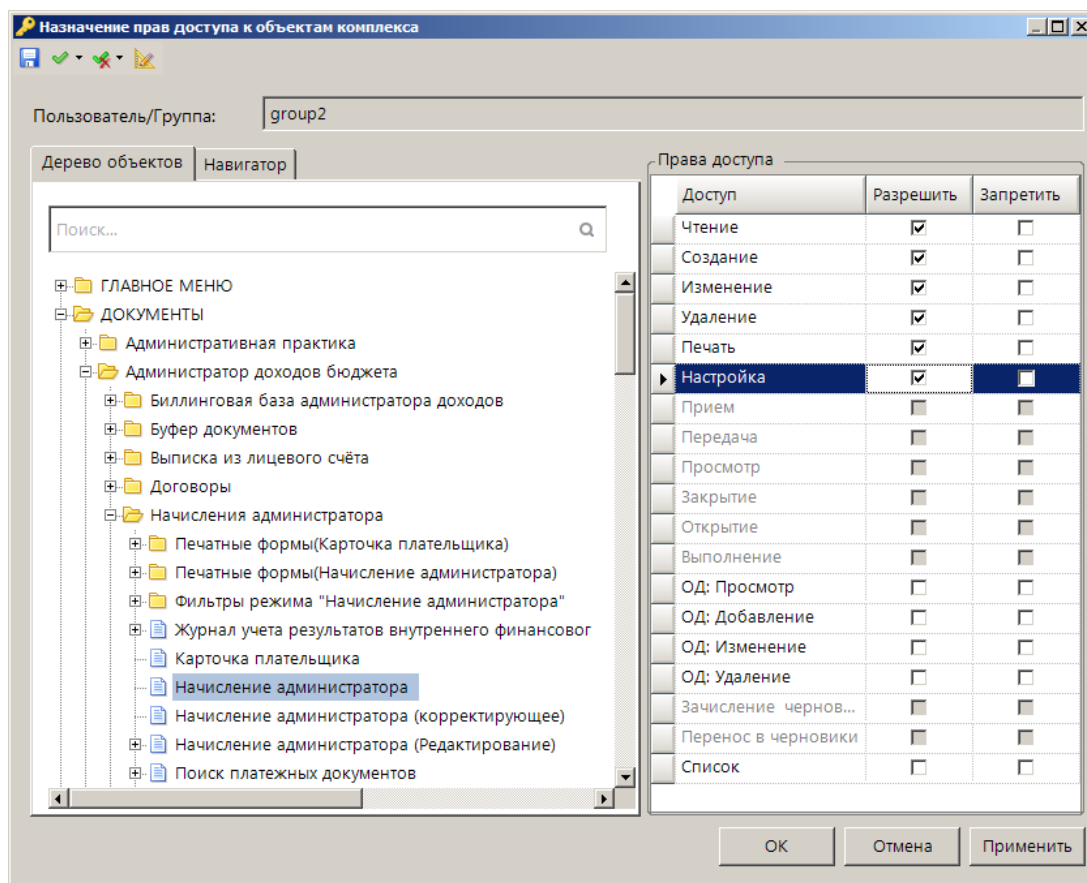 Назначение прав доступа к объектам комплекса
Пользователь/Группа: group2
Дерево объектов Навигатор
Поиск...
ГЛАВНОЕ МЕНЮ
ДОКУМЕНТЫ
Административная практика
Администратор доходов бюджета
Биллинговая база администратора доходов
Буфер документов
Выписка из лицевого счёта
Договоры
Начисления администратора
Печатные формы(Карточка плательщика)
Печатные формы(Начисление администратора)
Фильтры режима "Начисление администратора"
Журнал учета результатов внутреннего финансовог
Карточка плательщика
Начисление администратора
Начисление администратора (корректирующее)
Начисление администратора (Редактирование)
Поиск платежных документов
Права доступа
Доступ Разрешить Запретить
Чтение
Создание
Изменение
Удаление
Печать
Настройка
Прием
Передача
Просмотр
Закрытие
Открытие
Выполнение
ОД: Просмотр
ОД: Добавление
ОД: Изменение
ОД: Удаление
Зачисление чернов...
Перенос в черновики
Список
ОК Отмена Применить